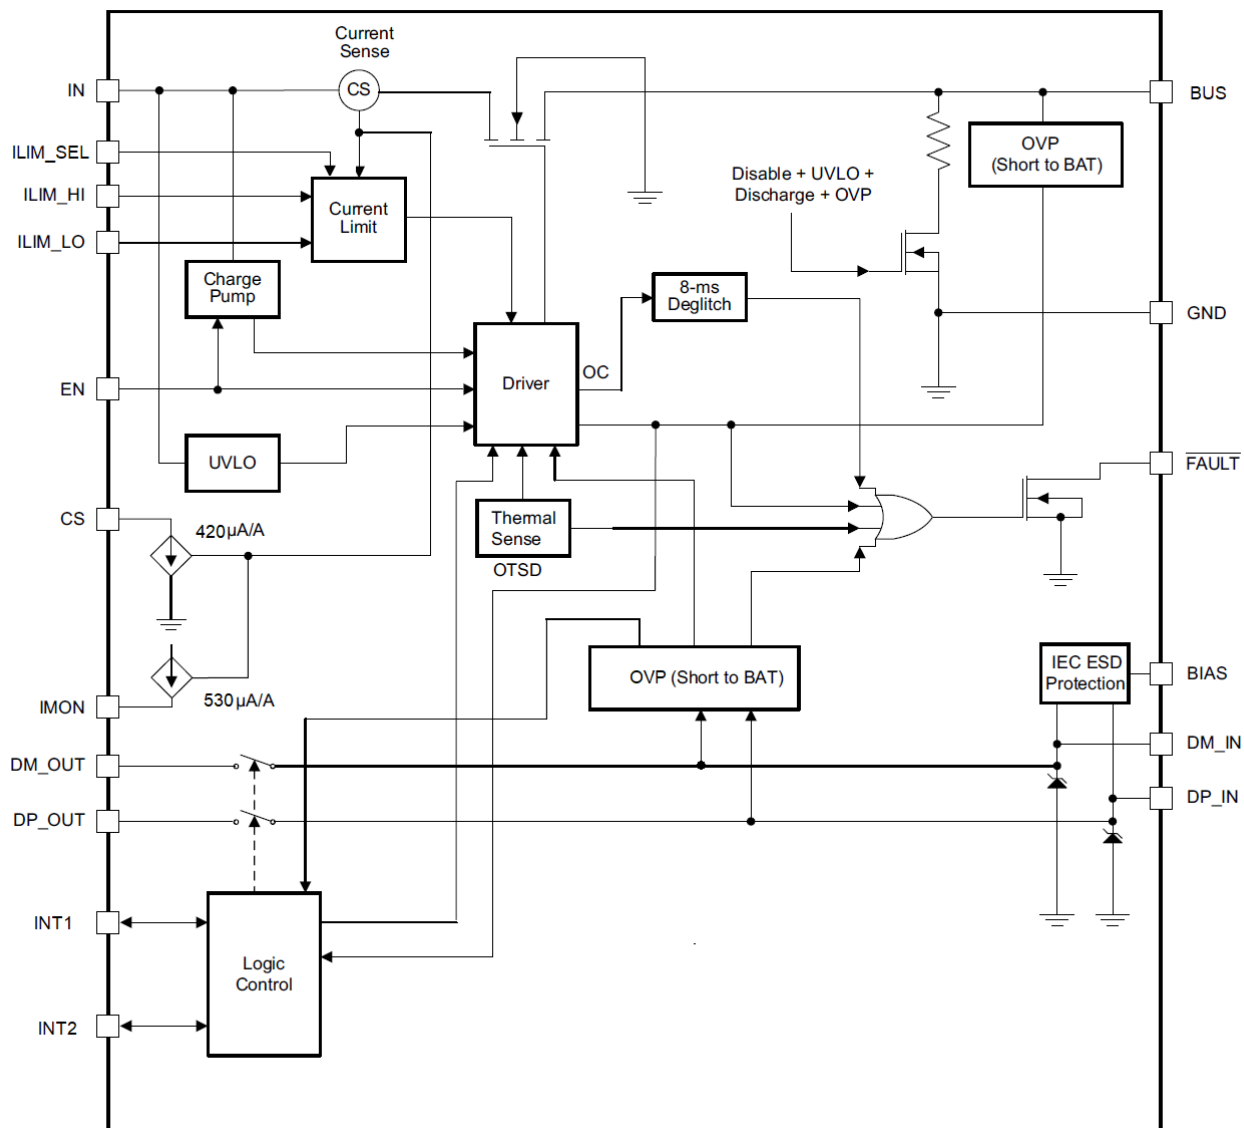 Current
Sense
IN
CS
BUS
ILIM_SEL
OVP
(Short to BAT)
Disable + UVLO +
Discharge + OVP
ILIM_HI
Current
Limit
ILIM_LO
Charge
Pump
8-ms
Deglitch
GND
EN
Driver
OC
UVLO
FAULT
CS
420µA/A
Thermal
Sense
OTSD
IEC ESD
Protection
BIAS
OVP (Short to BAT)
530µA/A
IMON
DM_IN
DM_OUT
DP_IN
DP_OUT
INT1
Logic
Control
INT2